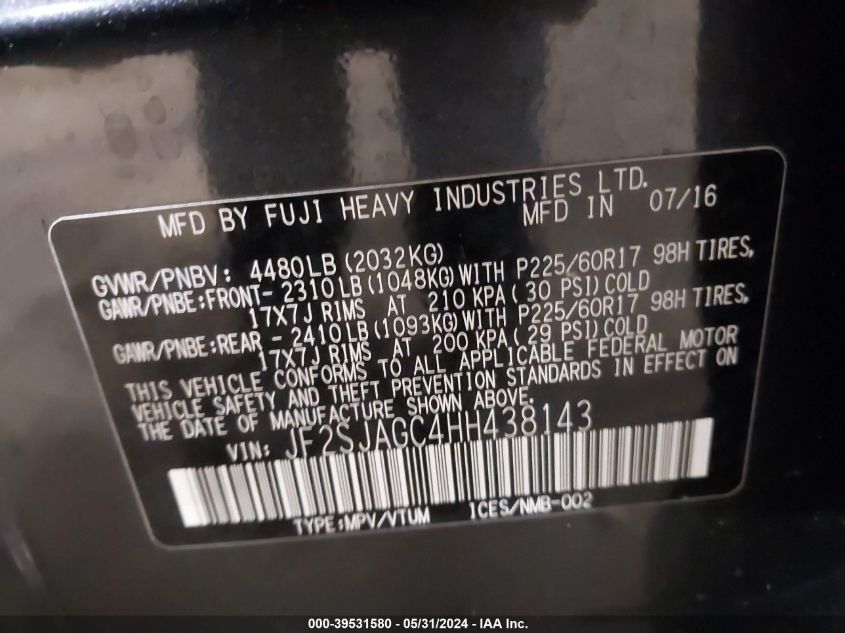 MFD BY FUJI HEAVY INDUSTRIES LTD.
MFD IN 07/16
GVWR/PNBV: 4480LB (2032KG)
GAWR/PNBE:FRONT- 2310LB(1048KG)WITH P225/60R17 98H TIRES,
17X7J RIMS AT 210 KPA(30 PSI)COLD
GAWR/PNBE:REAR - 2410LB(1093KG)WITH P225/60R17 98H TIRES,
17X7J RIMS AT 200 KPA(29 PSI)COLD
THIS VEHICLE CONFORMS TO ALL APPLICABLE FEDERAL MOTOR
VEHICLE SAFETY AND THEFT PREVENTION STANDARDS IN EFFECT ON
THE DATE OF MANUFACTURE SHOWN ABOVE.
VIN: JF2SJAGC4HH438143
TYPE:MPV/VTUM ICES/NMB-002
000-39531580 - 05/31/2024 - IAA Inc.